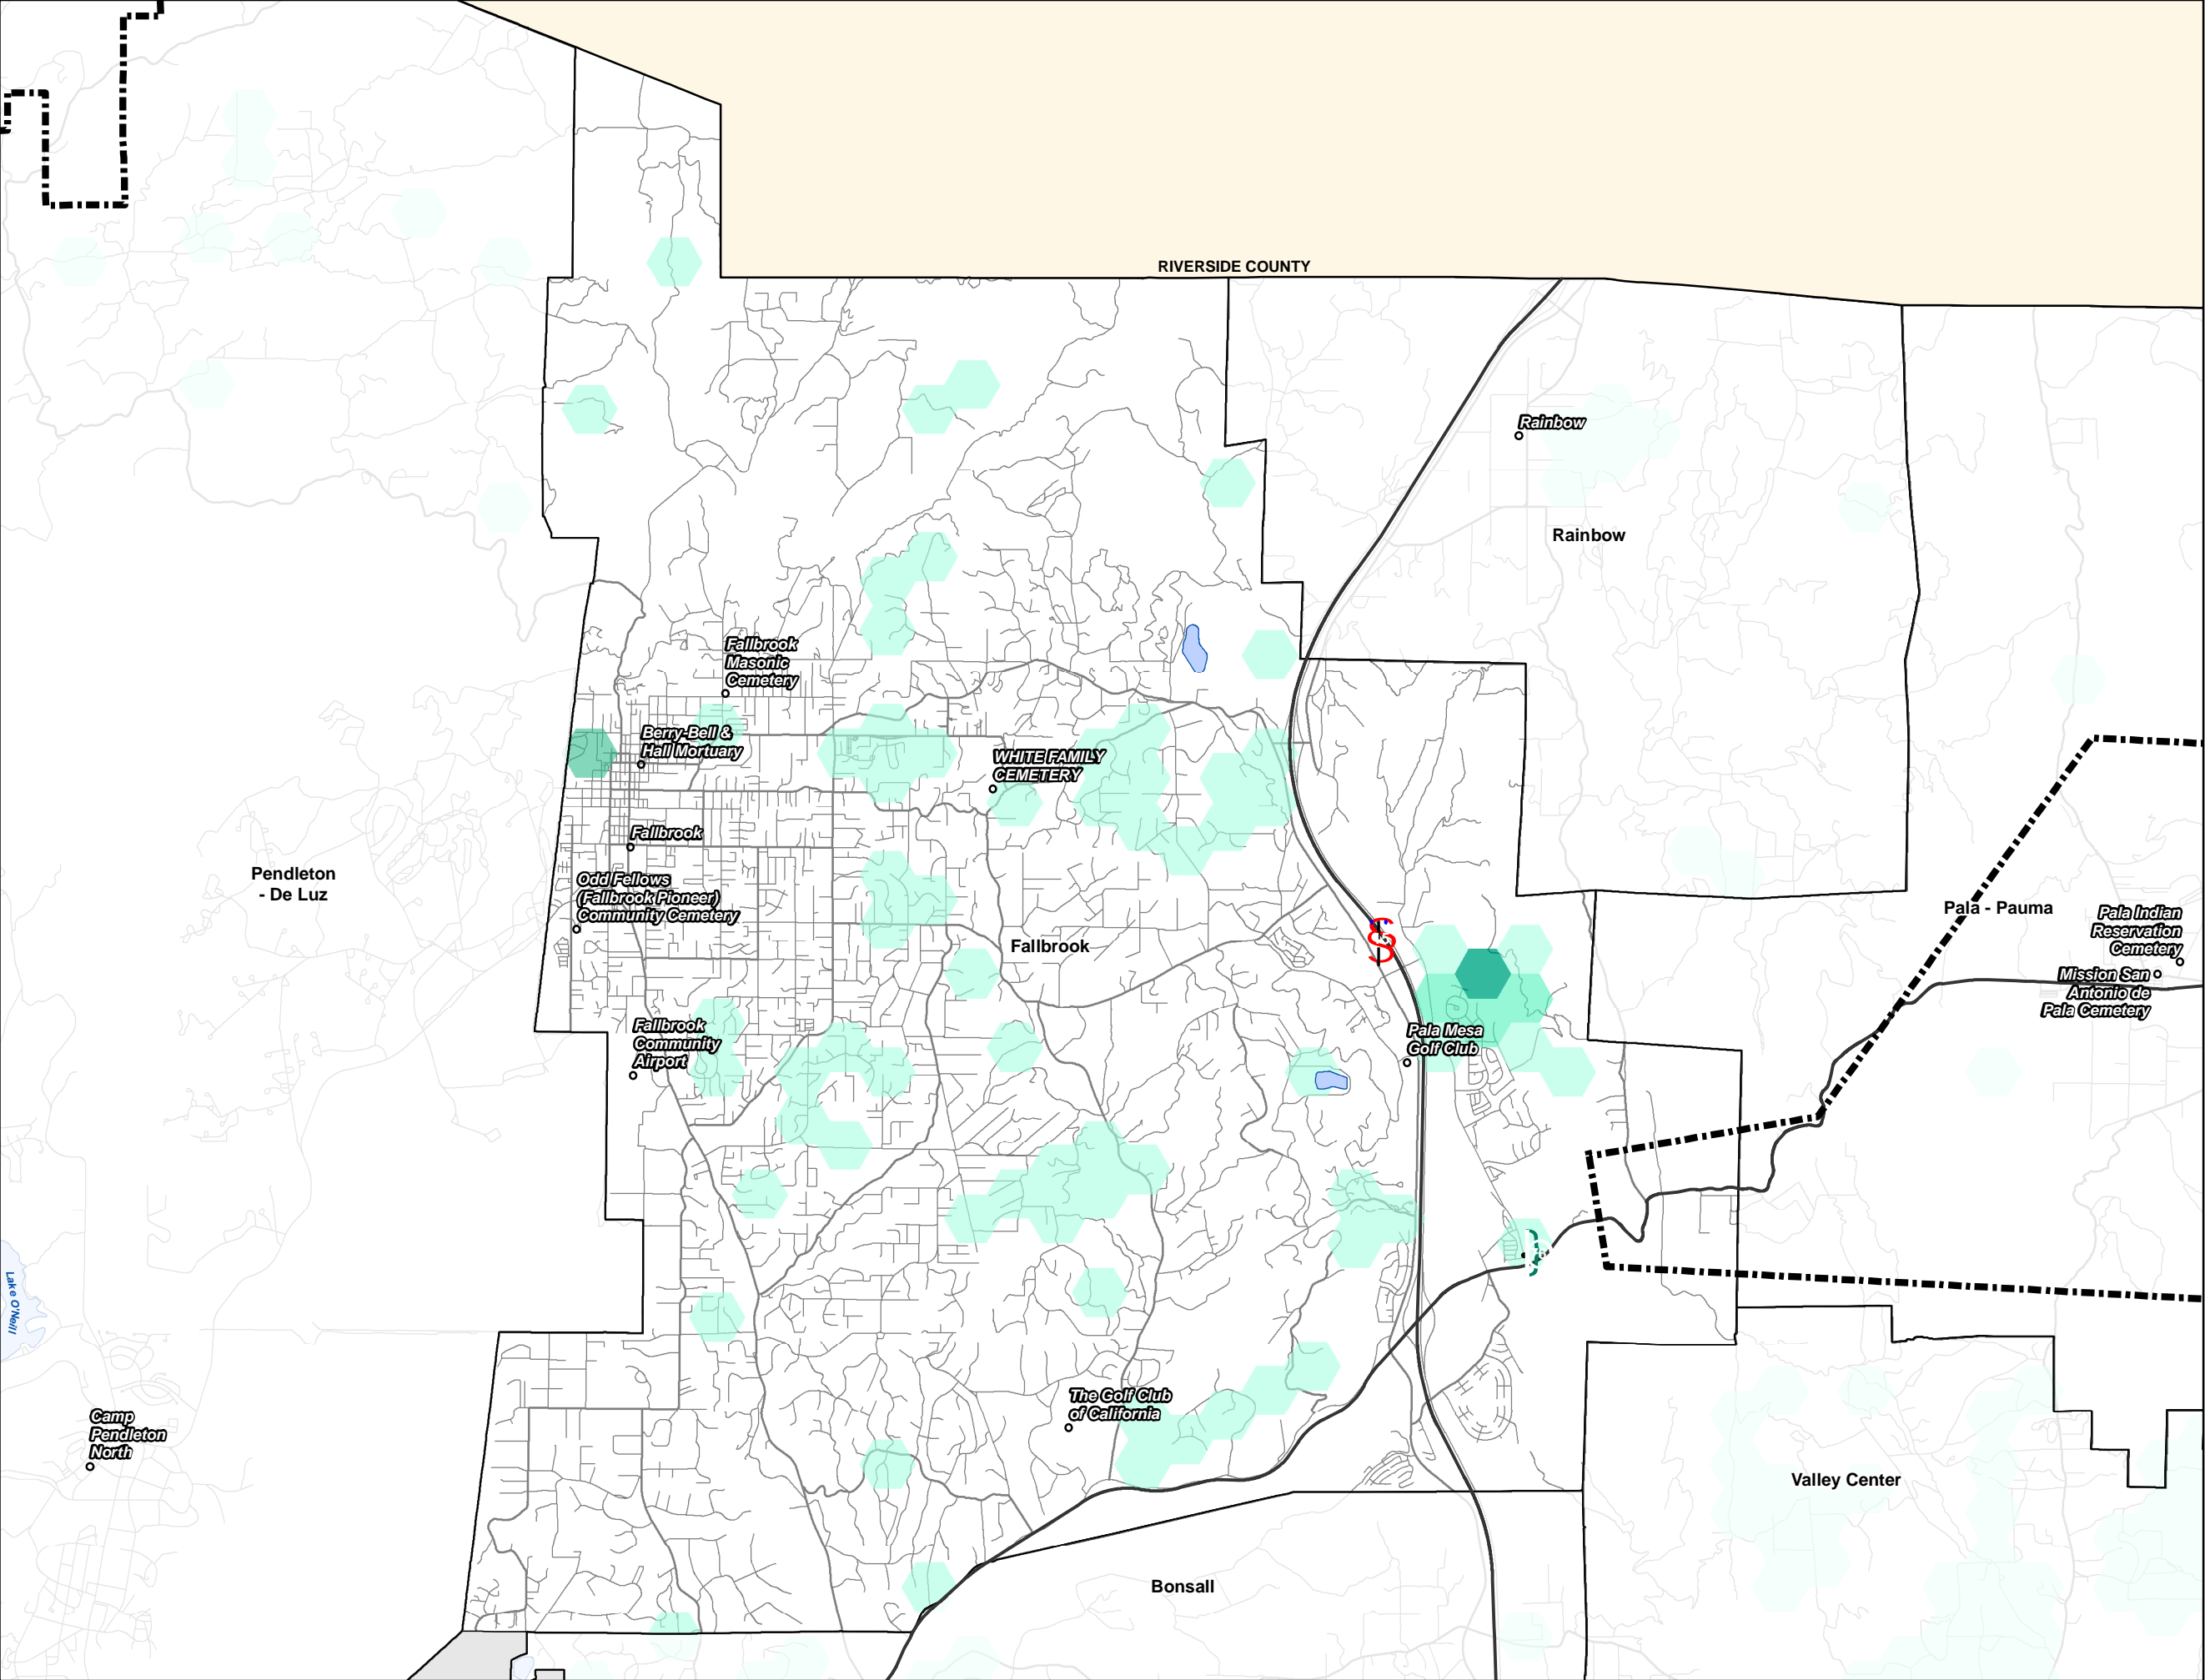 RIVERSIDE COUNTY
Rainbow
Rainbow
Fallbrook
Masonic
Cemetery
Berry-Bell &
Hall Mortuary
WHITE FAMILY
CEMETERY
Fallbrook
Pendleton
- De Luz
Odd Fellows
(Fallbrook Pioneer)
Community Cemetery
Fallbrook
Pala - Pauma
Pala Indian
Reservation
Cemetery
Mission San
Antonio de
Pala Cemetery
Fallbrook
Community
Airport
Pala Mesa
Golf Club
Lake O'Neill
The Golf Club
of California
Camp
Pendleton
North
Valley Center
Bonsall